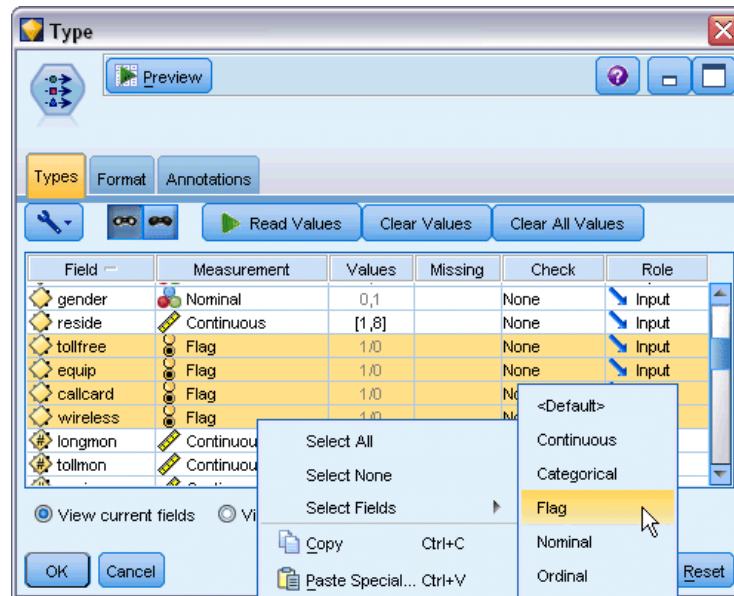 Type
Preview
Types Format Annotations
Read Values Clear Values Clear All Values
Field Measurement Values Missing Check Role
gender Nominal 0,1 None Input
reside Continuous [1,8] None Input
tollfree Flag 1/0 None Input
equip Flag 1/0 None Input
callcard Flag 1/0
wireless Flag 1/0
longmon Continuou
tollmon Continuou
Select All
Select None
Select Fields
Copy Ctrl+C
Paste Special... Ctrl+V
<Default>
Continuous
Categorical
Flag
Nominal
Ordinal
View current fields Vi
OK Cancel Reset